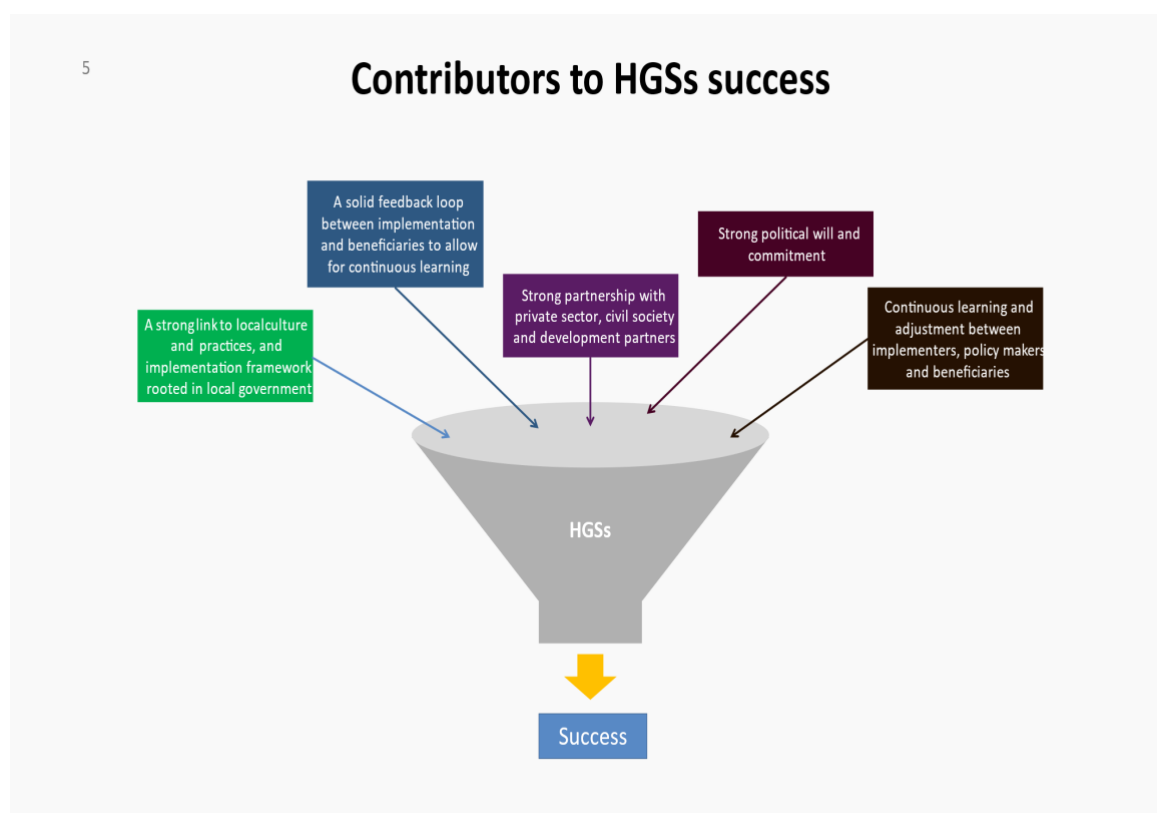 5
Contributors to HGSs success
A strong link to localculture
and practices, and
implementation framework
rooted in local government
A solid feedback loop
between implementation
and beneficiaries to allow
for continuous learning
Strong partnership with
private sector, civil society
and development partners
Strong political will and
commitment
Continuous learning and
adjustment between
implementers, policy makers
and beneficiaries
HGSs
Success